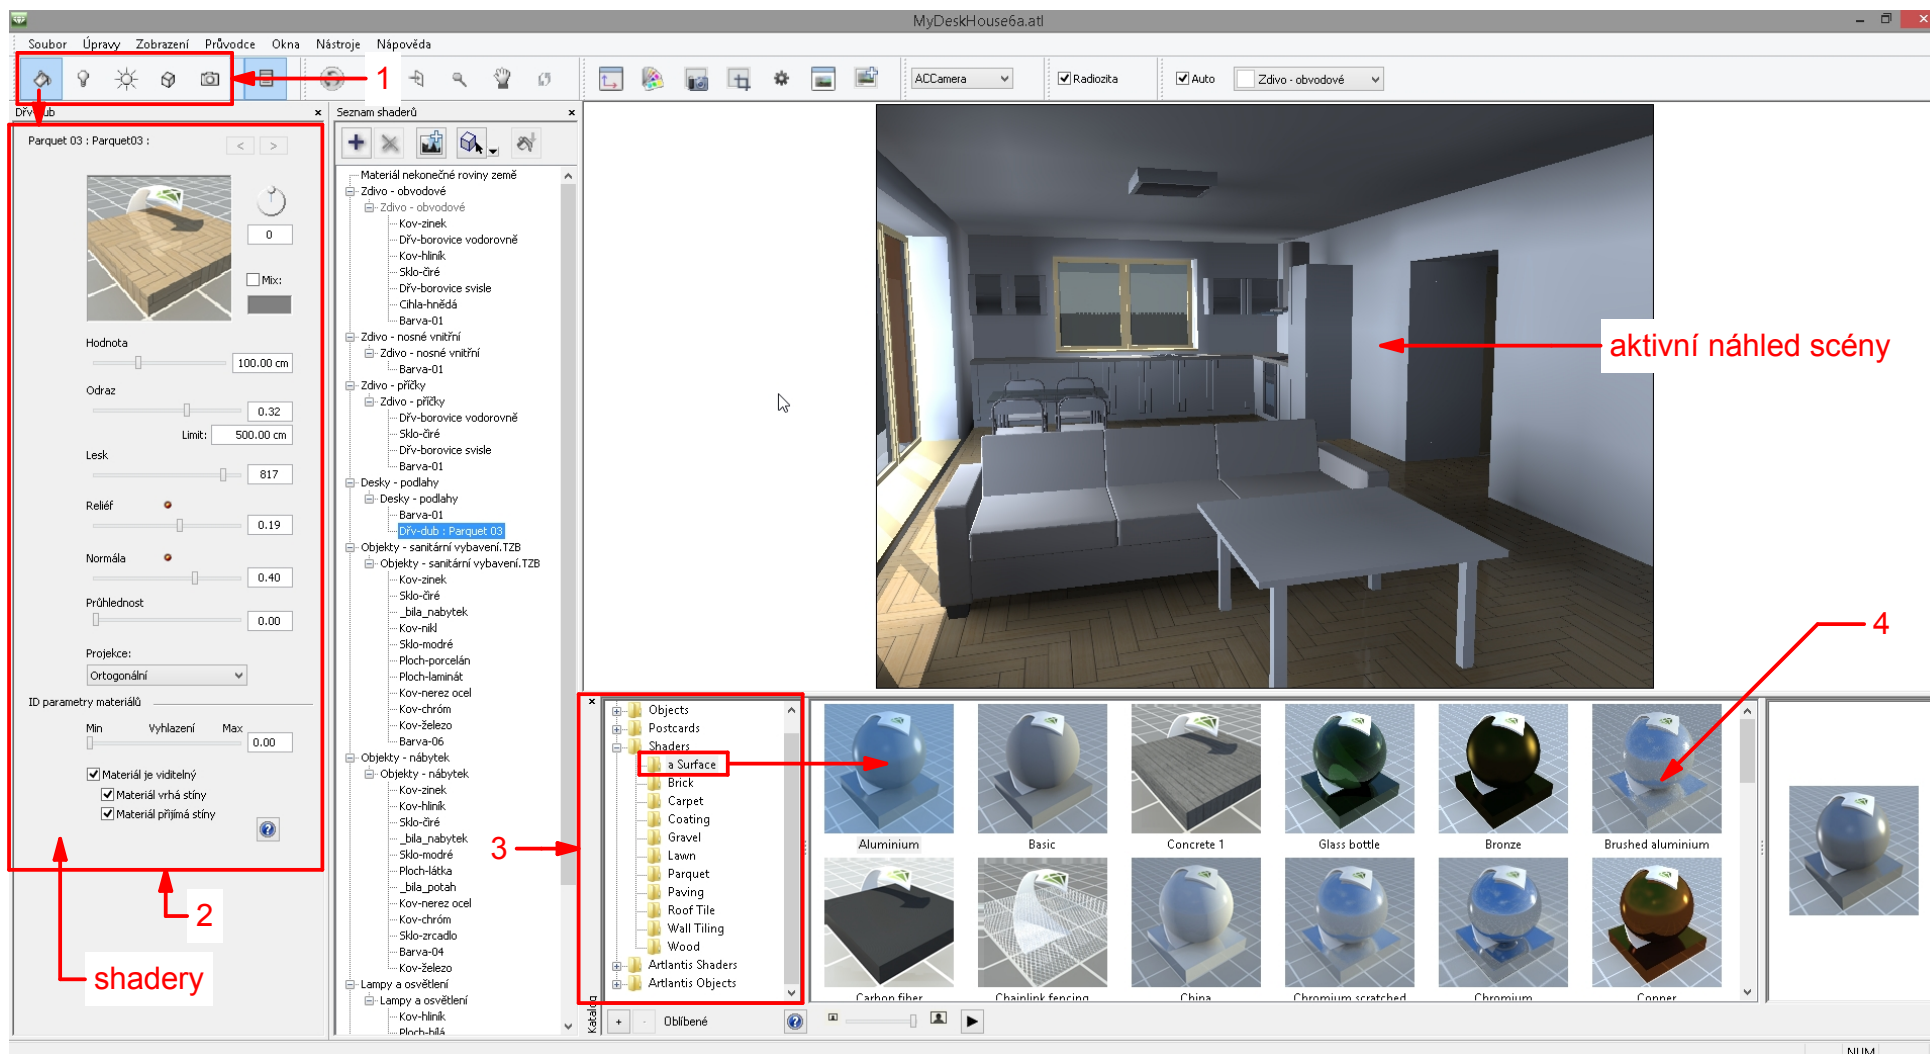 MyDeskHouse6a.atl
Soubor Úpravy Zobrazení Průvodce Okna Nástroje Nápověda
1
ACCamera
Radiozita
Auto
Zdivo - obvodové
Dřv-dub
Parquet 03 : Parquet03 :
< >
0
Mix:
Hodnota
100.00 cm
Odraz
0.32
Limit: 500.00 cm
Lesk
817
Reliéf
0.19
Normála
0.40
Průhlednost
0.00
Projekce:
Ortogonální
ID parametry materiálů
Min Vyhlazení Max
0.00
Materiál je viditelný
Materiál vrhá stíny
Materiál přijímá stíny
2
shadery
Seznam shaderů
Materiál nekonečné roviny země
Zdivo - obvodové
Zdivo - obvodové
Kov-zinek
Dřv-borovice vodorovně
Kov-hliník
Sklo-čiré
Dřv-borovice svisle
Cihla-hnědá
Barva-01
Zdivo - nosné vnitřní
Zdivo - nosné vnitřní
Barva-01
Zdivo - příčky
Zdivo - příčky
Dřv-borovice vodorovně
Sklo-čiré
Dřv-borovice svisle
Barva-01
Desky - podlahy
Desky - podlahy
Barva-01
Dřv-dub : Parquet 03
Objekty - sanitární vybavení.TZB
Objekty - sanitární vybavení.TZB
Kov-zinek
Sklo-čiré
_bila_nabytek
Kov-nikl
Sklo-modré
Ploch-porcelán
Ploch-laminát
Kov-nerez ocel
Kov-chróm
Kov-železo
Barva-06
Objekty - nábytek
Objekty - nábytek
Kov-zinek
Kov-hliník
Sklo-čiré
_bila_nabytek
Sklo-modré
Ploch-látka
_bila_potah
Kov-nerez ocel
Kov-chróm
Sklo-zrcadlo
Barva-04
Kov-železo
Lampy a osvětlení
Lampy a osvětlení
Kov-hliník
Ploch-bílá
aktivní náhled scény
4
3
Katalog
Objects
Postcards
Shaders
a Surface
Brick
Carpet
Coating
Gravel
Lawn
Parquet
Paving
Roof Tile
Wall Tiling
Wood
Artlantis Shaders
Artlantis Objects
+ - Oblíbené
Aluminium Basic Concrete 1 Glass bottle Bronze Brushed aluminium
Carbon fiber Chainlink fencing China Chromium scratched Chromium Copper
NUM